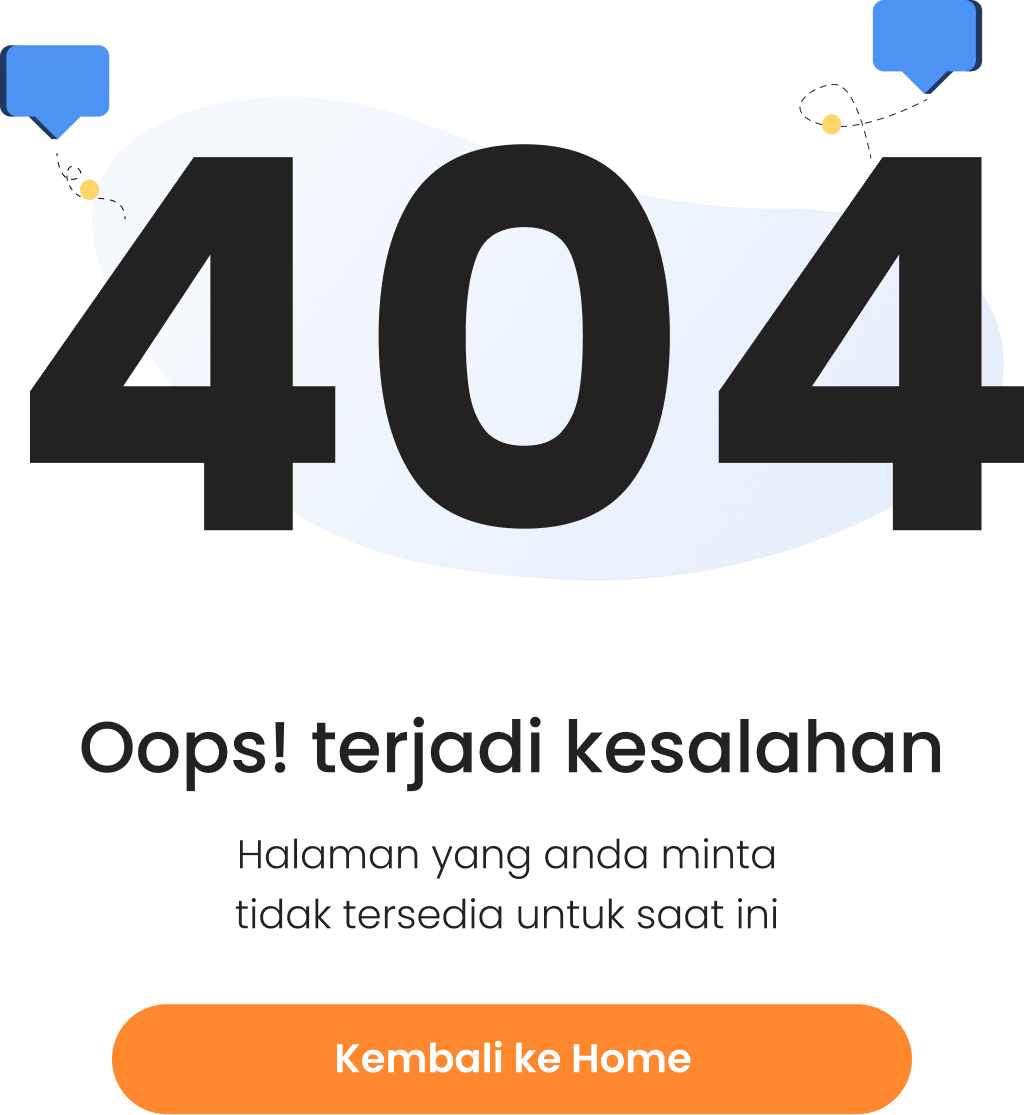 404
Oops! terjadi kesalahan
Halaman yang anda minta
tidak tersedia untuk saat ini
Kembali ke Home